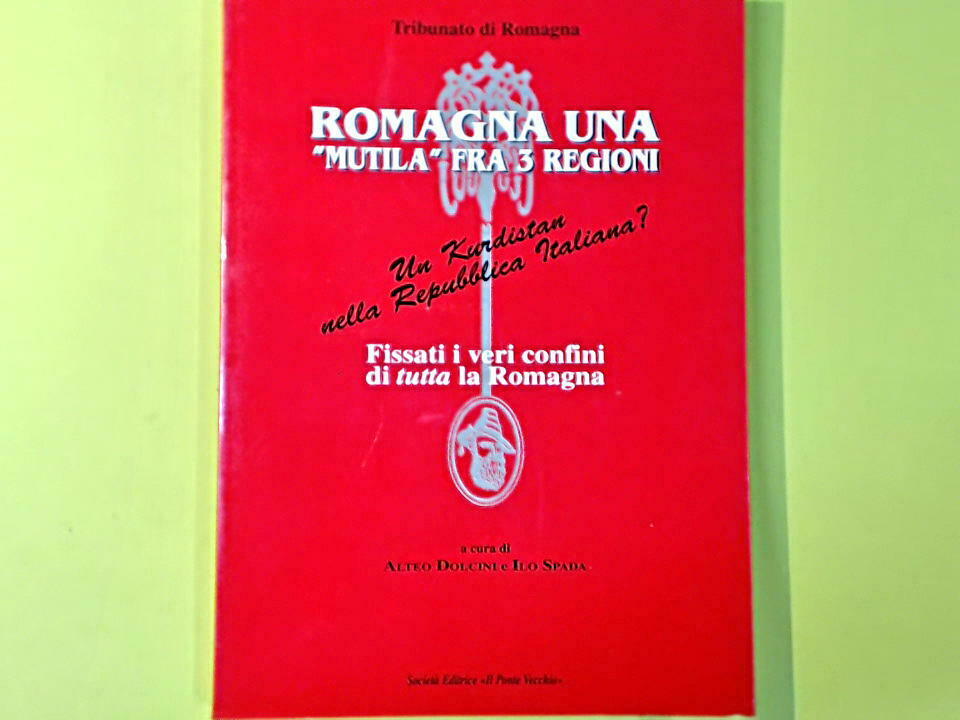 Tribunato di Romagna
ROMAGNA UNA
"MUTILA" FRA 3 REGIONI
Un Kurdistan
nella Repubblica Italiana?
Fissati i veri confini
di tutta la Romagna
a cura di
ALTEO DOLCINI e ILO SPADA
Società Editrice «Il Ponte Vecchio»